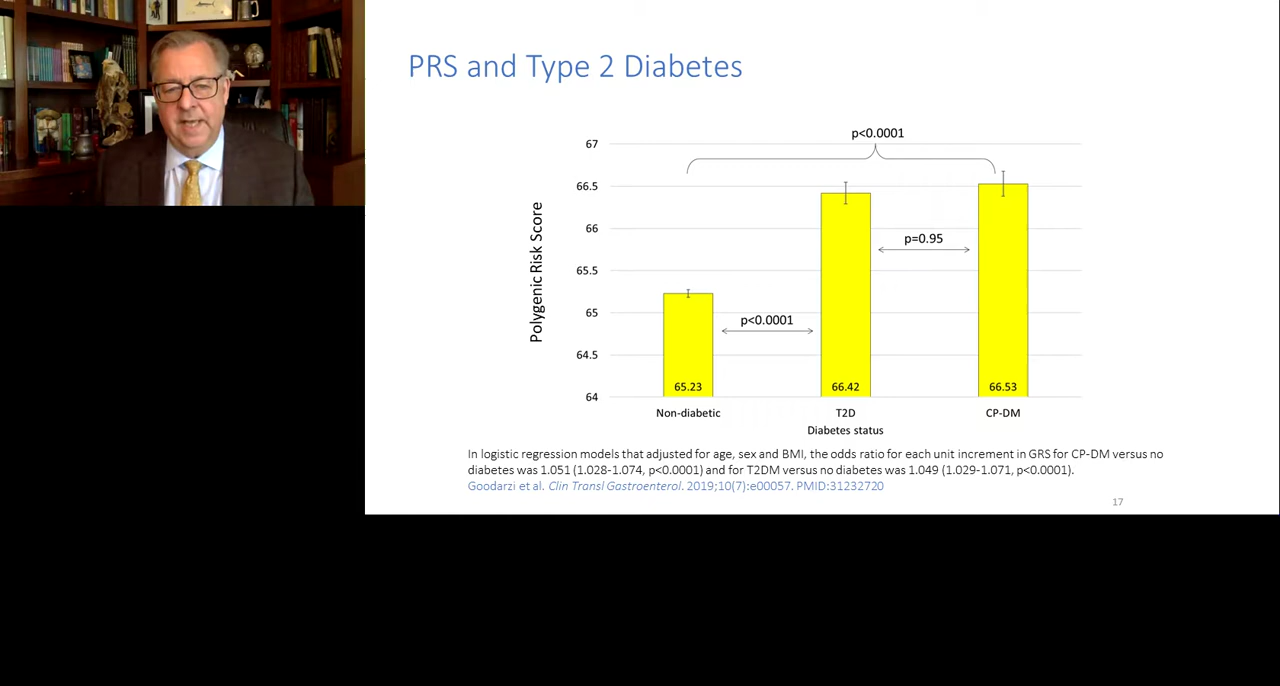 PRS and Type 2 Diabetes
p<0.0001
67
66.5
66
65.5
65
64.5
64
Polygenic Risk Score
p=0.95
p<0.0001
65.23
66.42
66.53
Non-diabetic
T2D
CP-DM
Diabetes status
In logistic regression models that adjusted for age, sex and BMI, the odds ratio for each unit increment in GRS for CP-DM versus no
diabetes was 1.051 (1.028-1.074, p<0.0001) and for T2DM versus no diabetes was 1.049 (1.029-1.071, p<0.0001).
Goodarzi et al. Clin Transl Gastroenterol. 2019;10(7):e00057. PMID:31232720
17